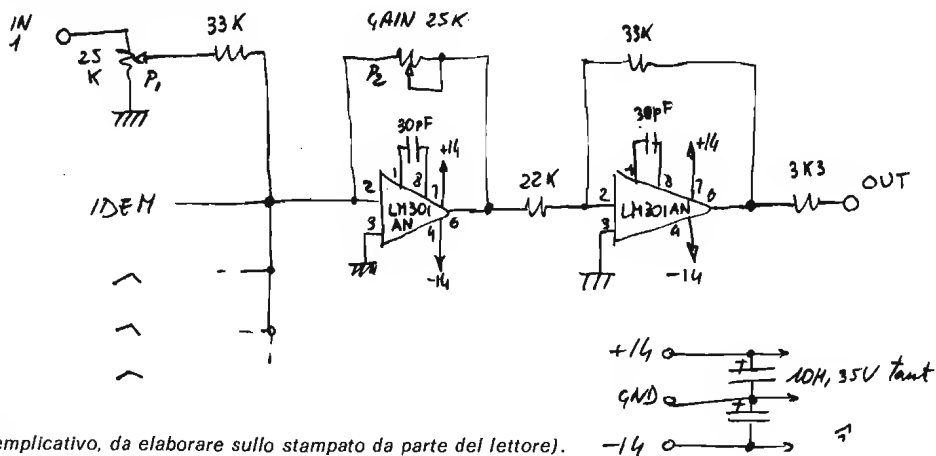 IN
1
25
K
P1
33K
GAIN 25K
P2
30pF
1
8
7
+14
2
3
LM301
AN
4
6
-14
IDEM
22K
33K
30pF
1
8
7
+14
2
3
LM301AN
4
6
-14
3K3
OUT
+14
GND
-14
+
+
10M, 35V Tant
emplicativo, da elaborare sullo stampato da parte del lettore).